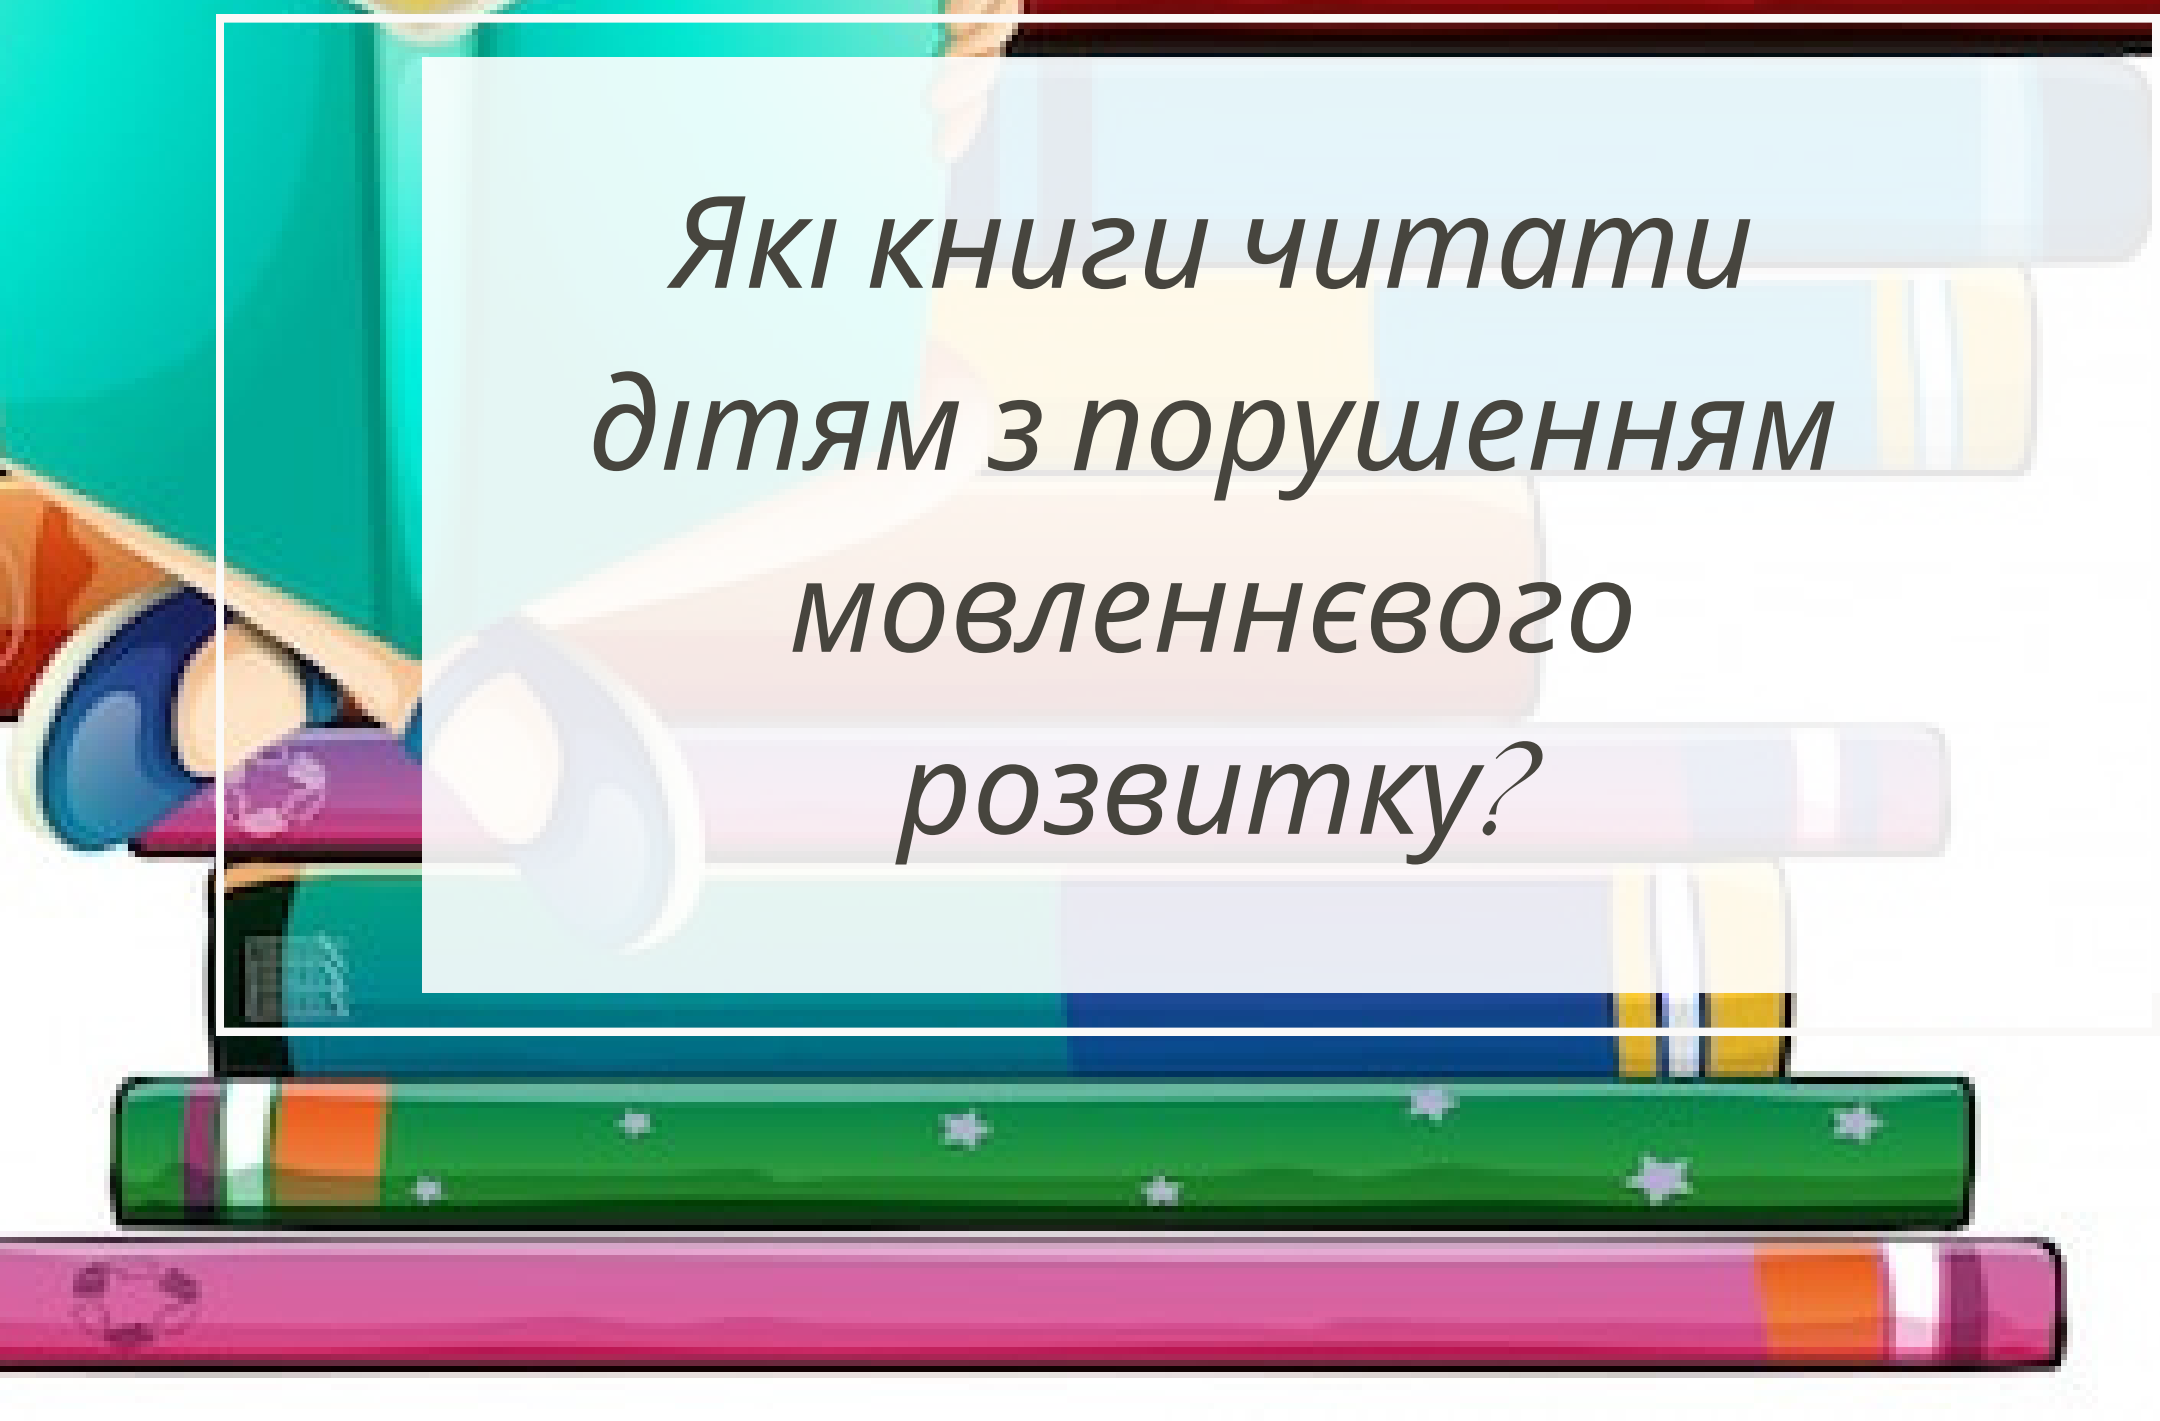 Які книги читати
дітям з порушенням
мовленнєвого
розвитку?